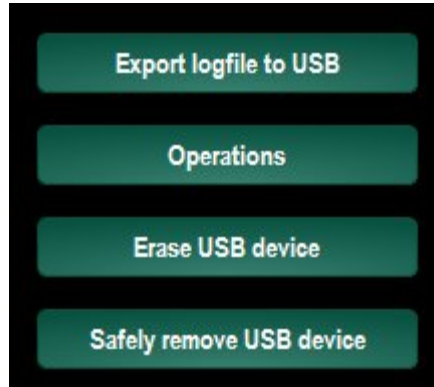 Export logfile to USB
Operations
Erase USB device
Safely remove USB device